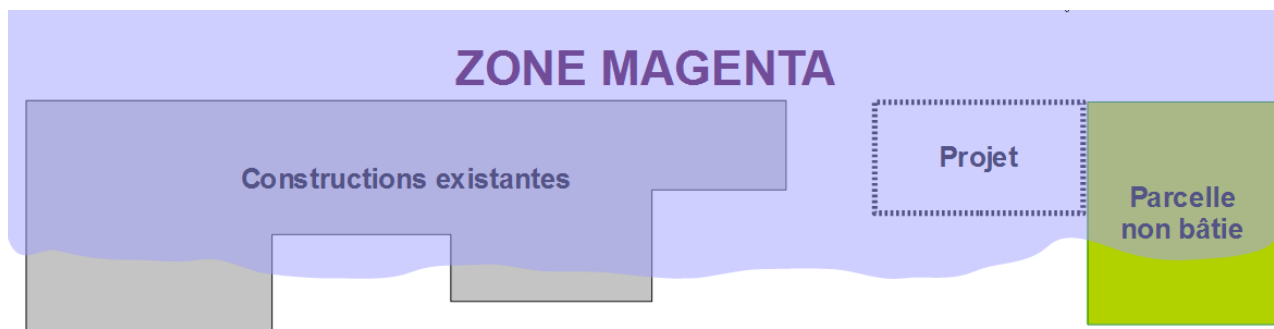 ZONE MAGENTA
Constructions existantes
Projet
Parcelle
non bâtie